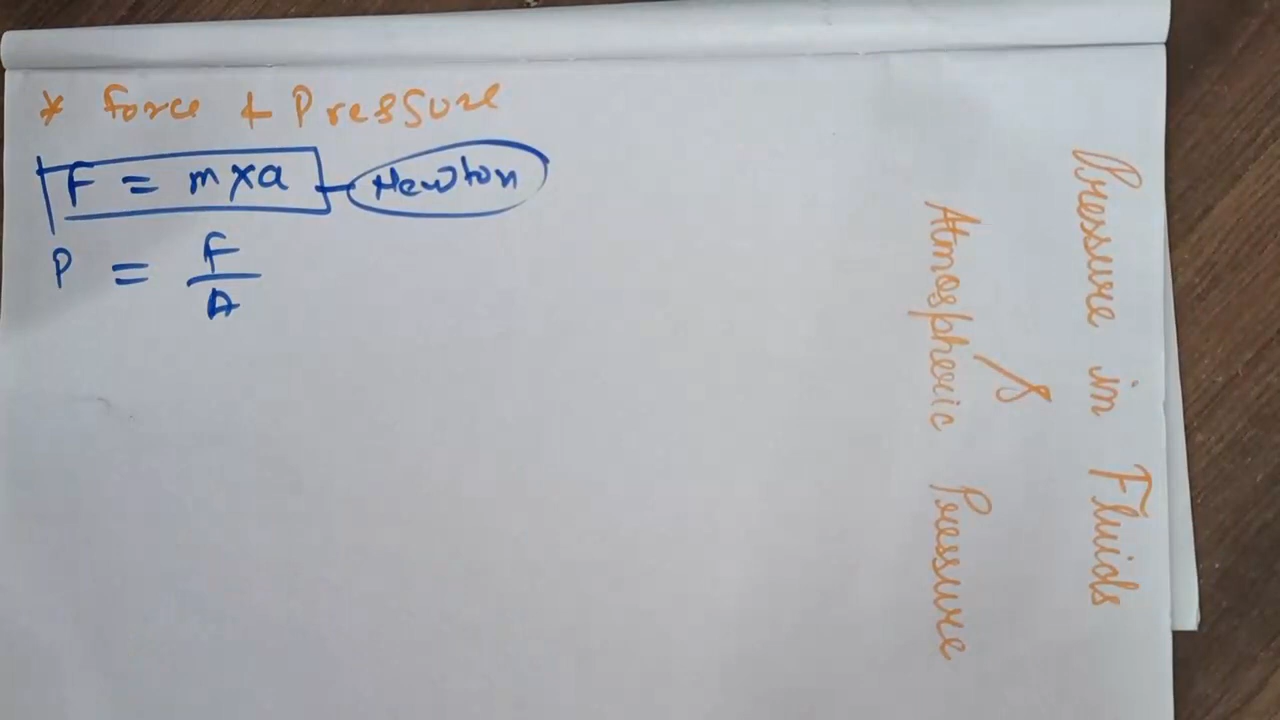 * Force & Pressure
F = m×a - Newton
P = F/A
Pressure in Fluids
&
Atmospheric Pressure